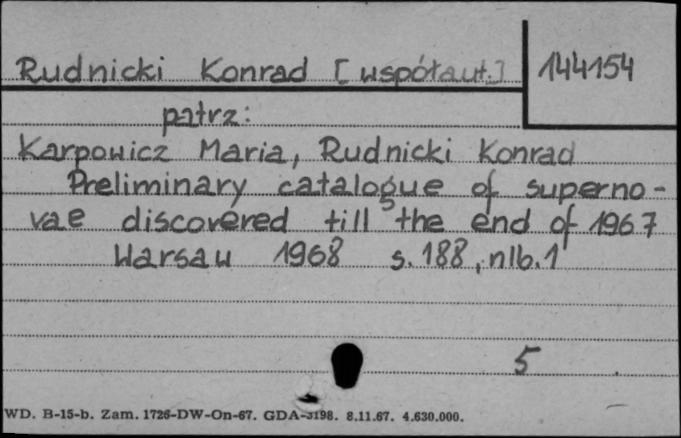 Rudnicki Konrad [współaut.] 144154
patrz:
Karpowicz Maria, Rudnicki Konrad
Preliminary catalogue of superno-
vae discovered till the end of 1967
Warsaw 1968 s. 188, nlb. 1
5
WD. B-15-b. Zam. 1726-DW-On-67. GDA-3198. 8.11.67. 4.630.000.